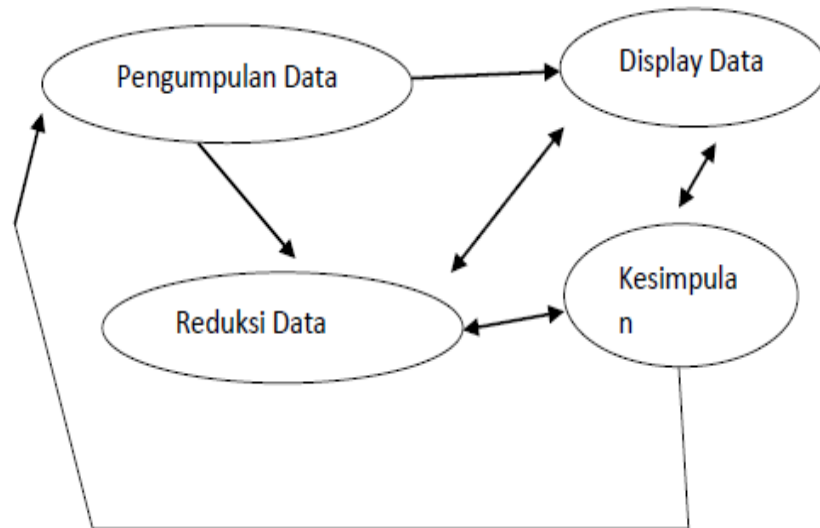 Pengumpulan Data
Display Data
Reduksi Data
Kesimpula
n